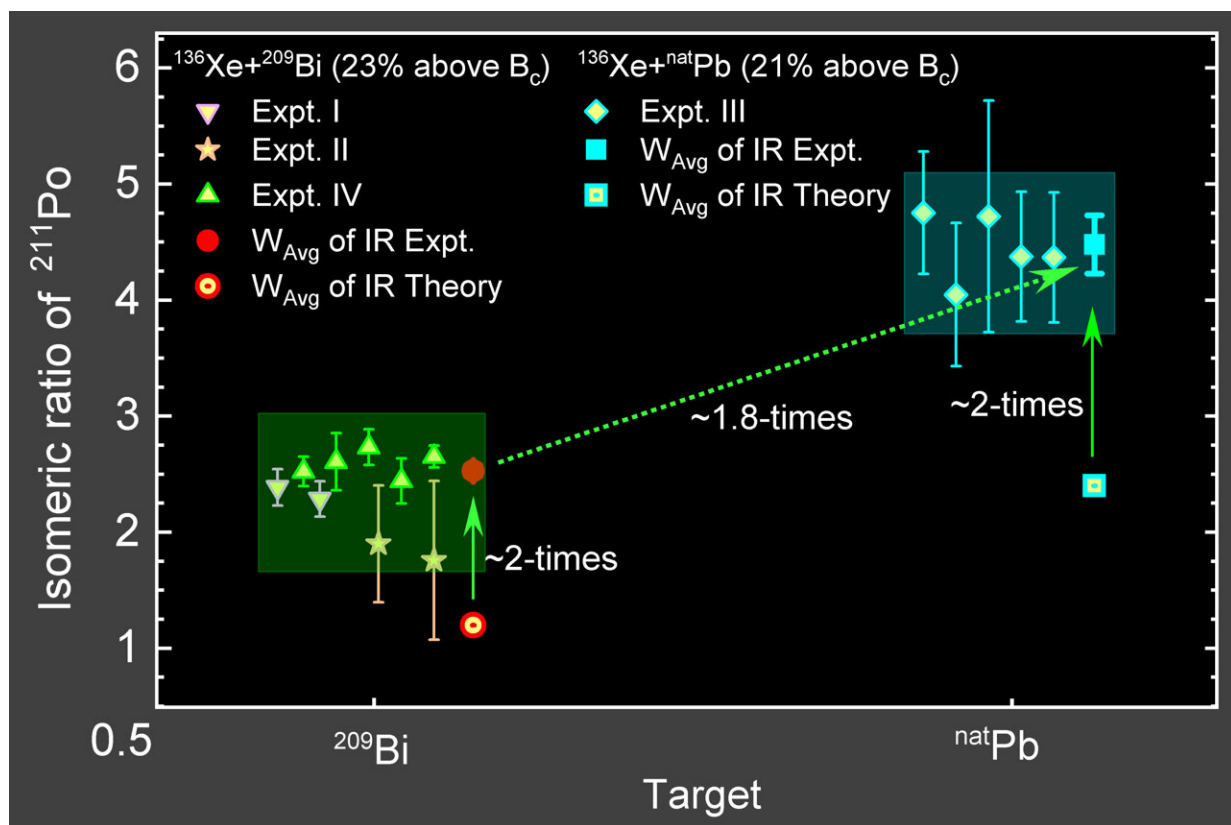 Isomeric ratio of ²¹¹Po
6
5
4
3
2
1
0.5
¹³⁶Xe+²⁰⁹Bi (23% above B꜀)
Expt. I
Expt. II
Expt. IV
W_Avg of IR Expt.
W_Avg of IR Theory
¹³⁶Xe+ⁿᵃᵗPb (21% above B꜀)
Expt. III
W_Avg of IR Expt.
W_Avg of IR Theory
~1.8-times
~2-times
~2-times
²⁰⁹Bi
ⁿᵃᵗPb
Target